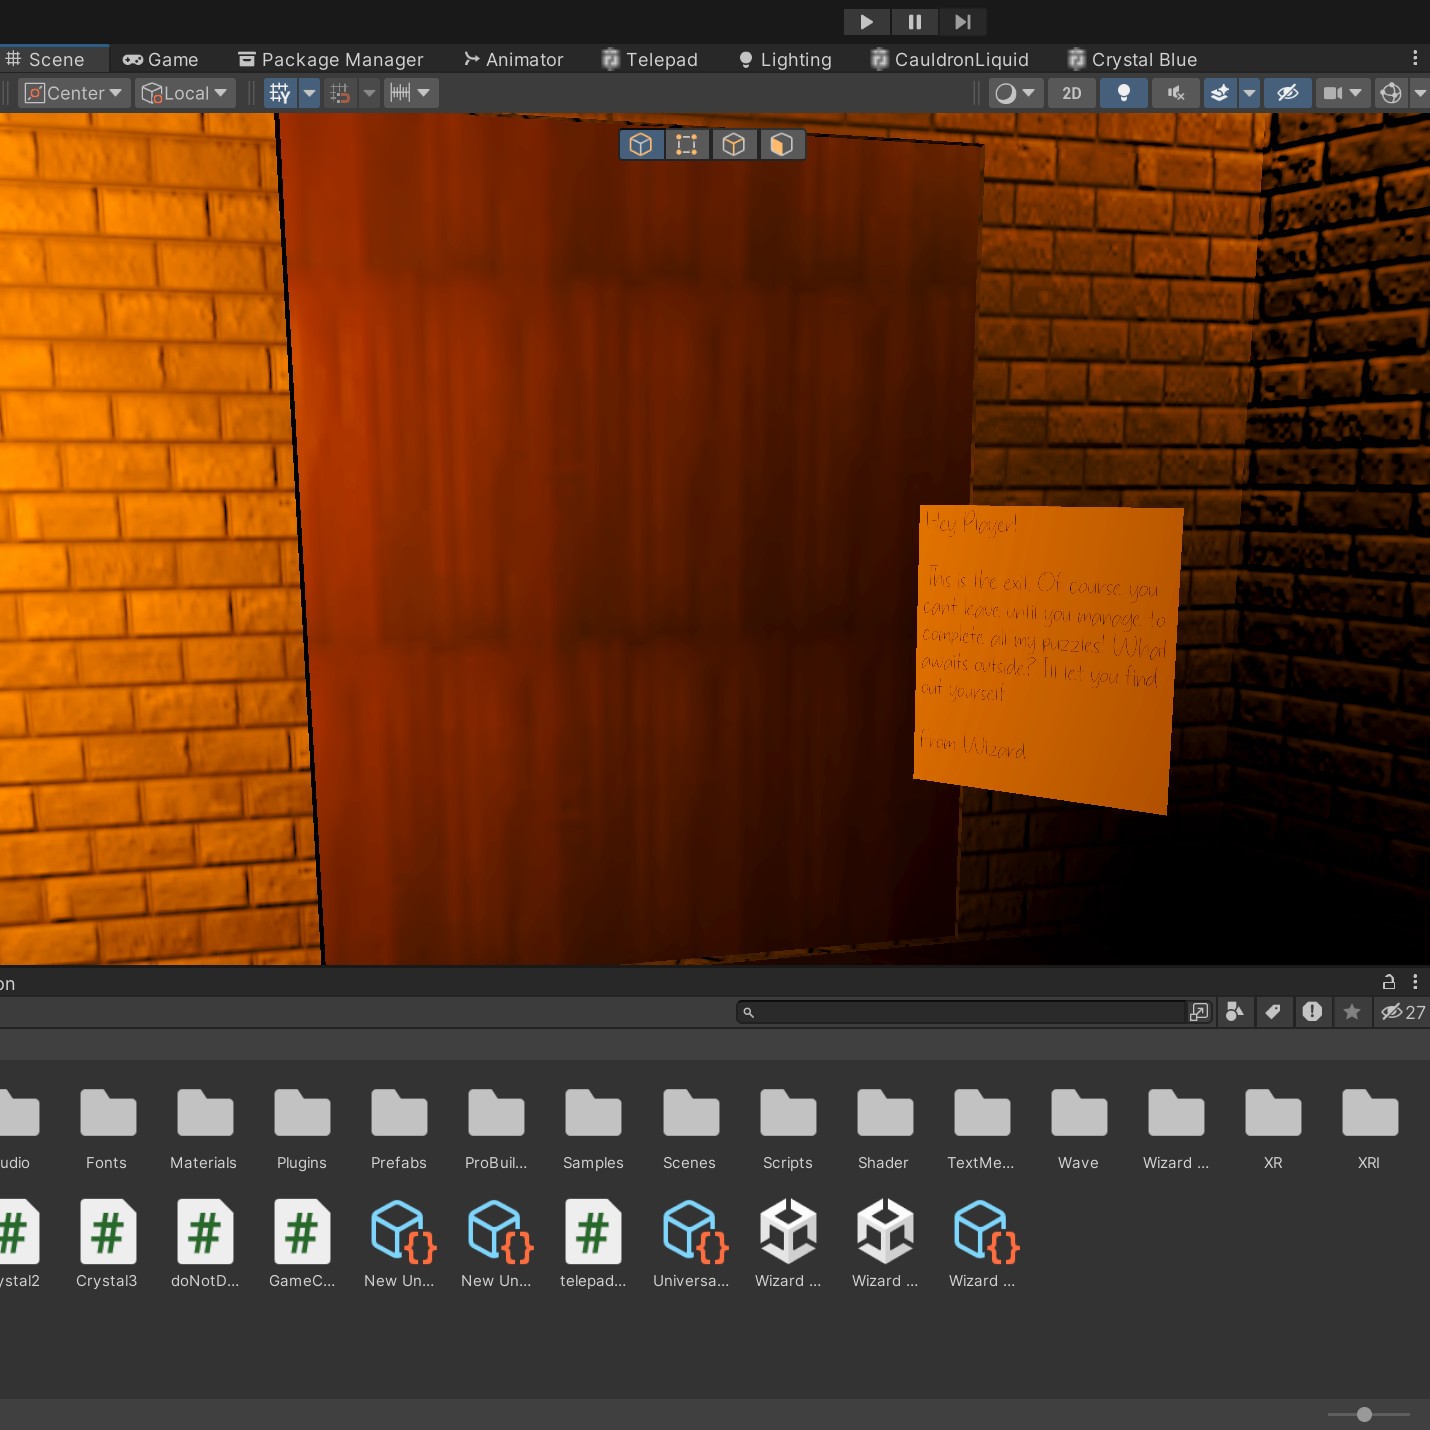 Scene Game Package Manager Animator Telepad Lighting CauldronLiquid Crystal Blue
Center Local 2D
Hey Player!
This is the exit. Of course you
can't leave until you manage to
complete all my puzzles! What
awaits outside? I'll let you find
out yourself
From Wizard
on
27
udio Fonts Materials Plugins Prefabs ProBuil... Samples Scenes Scripts Shader TextMe... Wave Wizard ... XR XRI
ystal2 Crystal3 doNotD... GameC... New Un... New Un... telepad... Universa... Wizard ... Wizard ... Wizard ...